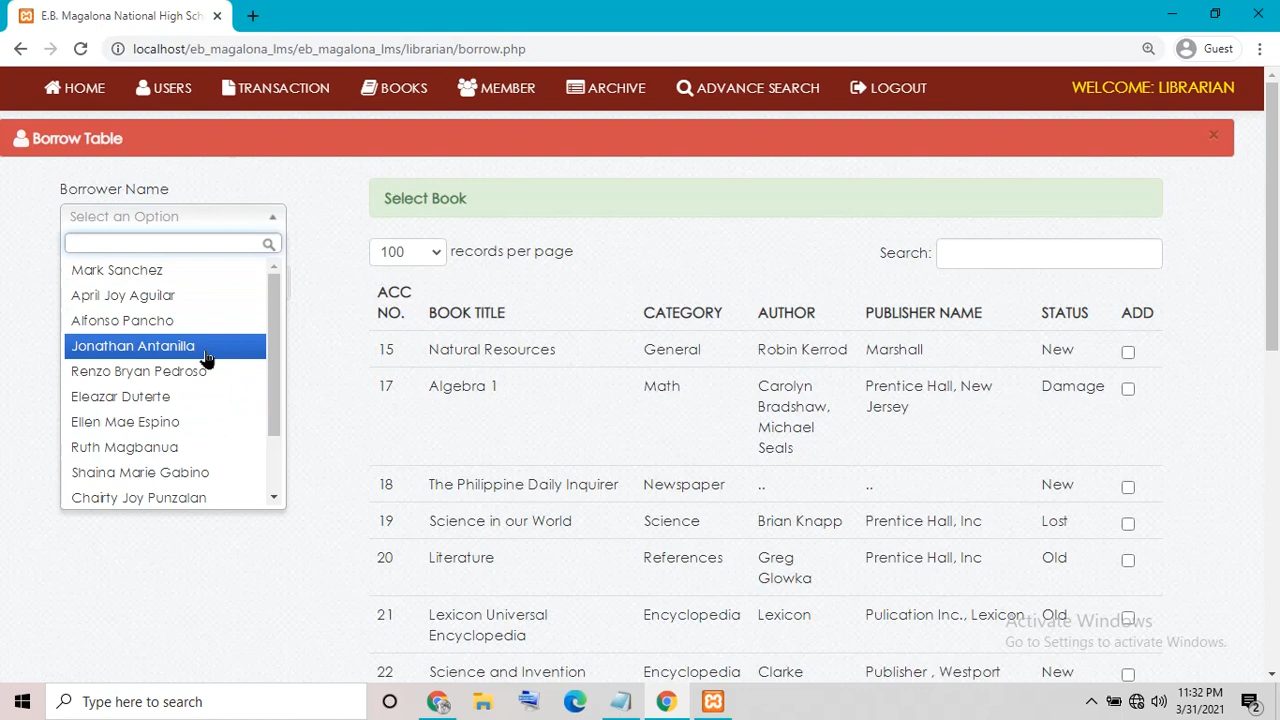 E.B. Magalona National High Sch
localhost/eb_magalona_lms/eb_magalona_lms/librarian/borrow.php
Guest
HOME USERS TRANSACTION BOOKS MEMBER ARCHIVE ADVANCE SEARCH LOGOUT WELCOME: LIBRARIAN
Borrow Table ×
Borrower Name
Select an Option
Mark Sanchez
April Joy Aguilar
Alfonso Pancho
Jonathan Antanilla
Renzo Bryan Pedroso
Eleazar Duterte
Ellen Mae Espino
Ruth Magbanua
Shaina Marie Gabino
Chairty Joy Punzalan
Select Book
100 records per page Search:
ACC NO. BOOK TITLE CATEGORY AUTHOR PUBLISHER NAME STATUS ADD
15 Natural Resources General Robin Kerrod Marshall New
17 Algebra 1 Math Carolyn Bradshaw, Michael Seals Prentice Hall, New Jersey Damage
18 The Philippine Daily Inquirer Newspaper .. .. New
19 Science in our World Science Brian Knapp Prentice Hall, Inc Lost
20 Literature References Greg Glowka Prentice Hall, Inc Old
21 Lexicon Universal Encyclopedia Encyclopedia Lexicon Pulication Inc., Lexicon Old
22 Science and Invention Encyclopedia Clarke Publisher , Westport New
Activate Windows
Go to Settings to activate Windows.
Type here to search
11:32 PM
3/31/2021
2